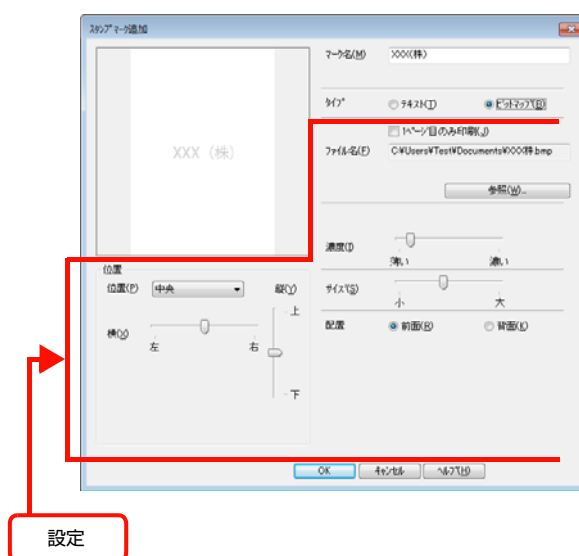 スタンプマーク追加
マーク名(M)
XXX(株)
タイプ
テキスト(T)
ビットマップ(B)
1ページ目のみ印刷(J)
ファイル名(F)
C:¥Users¥Test¥Documents¥XXX株.bmp
参照(W)...
XXX (株)
濃度(I)
薄い
濃い
位置
位置(P)
中央
縦(Y)
上
横(X)
左
右
下
サイズ(S)
小
大
配置
前面(R)
背面(K)
OK
キャンセル
ヘルプ(H)
設定